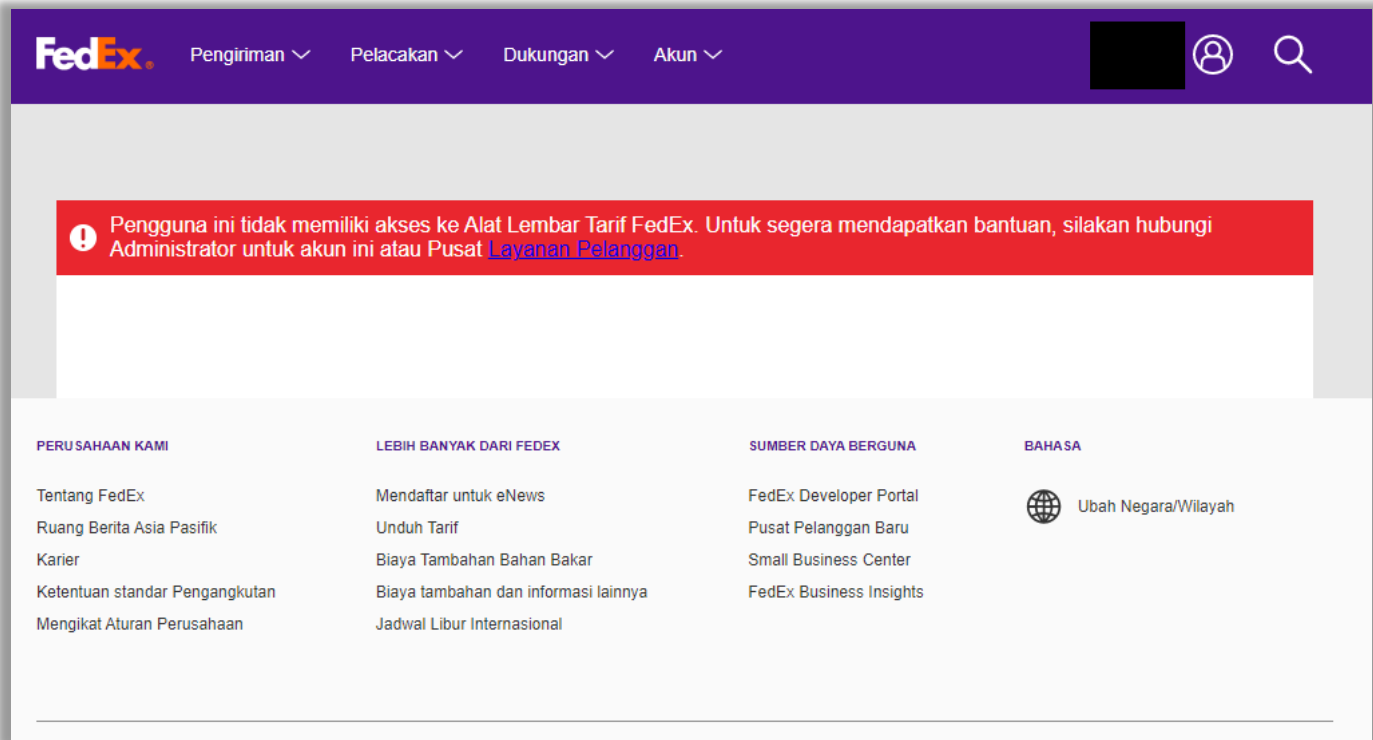 FedEx. Pengiriman Pelacakan Dukungan Akun
Pengguna ini tidak memiliki akses ke Alat Lembar Tarif FedEx. Untuk segera mendapatkan bantuan, silakan hubungi
Administrator untuk akun ini atau Pusat Layanan Pelanggan.
PERUSAHAAN KAMI
Tentang FedEx
Ruang Berita Asia Pasifik
Karier
Ketentuan standar Pengangkutan
Mengikat Aturan Perusahaan
LEBIH BANYAK DARI FEDEX
Mendaftar untuk eNews
Unduh Tarif
Biaya Tambahan Bahan Bakar
Biaya tambahan dan informasi lainnya
Jadwal Libur Internasional
SUMBER DAYA BERGUNA
FedEx Developer Portal
Pusat Pelanggan Baru
Small Business Center
FedEx Business Insights
BAHASA
Ubah Negara/Wilayah